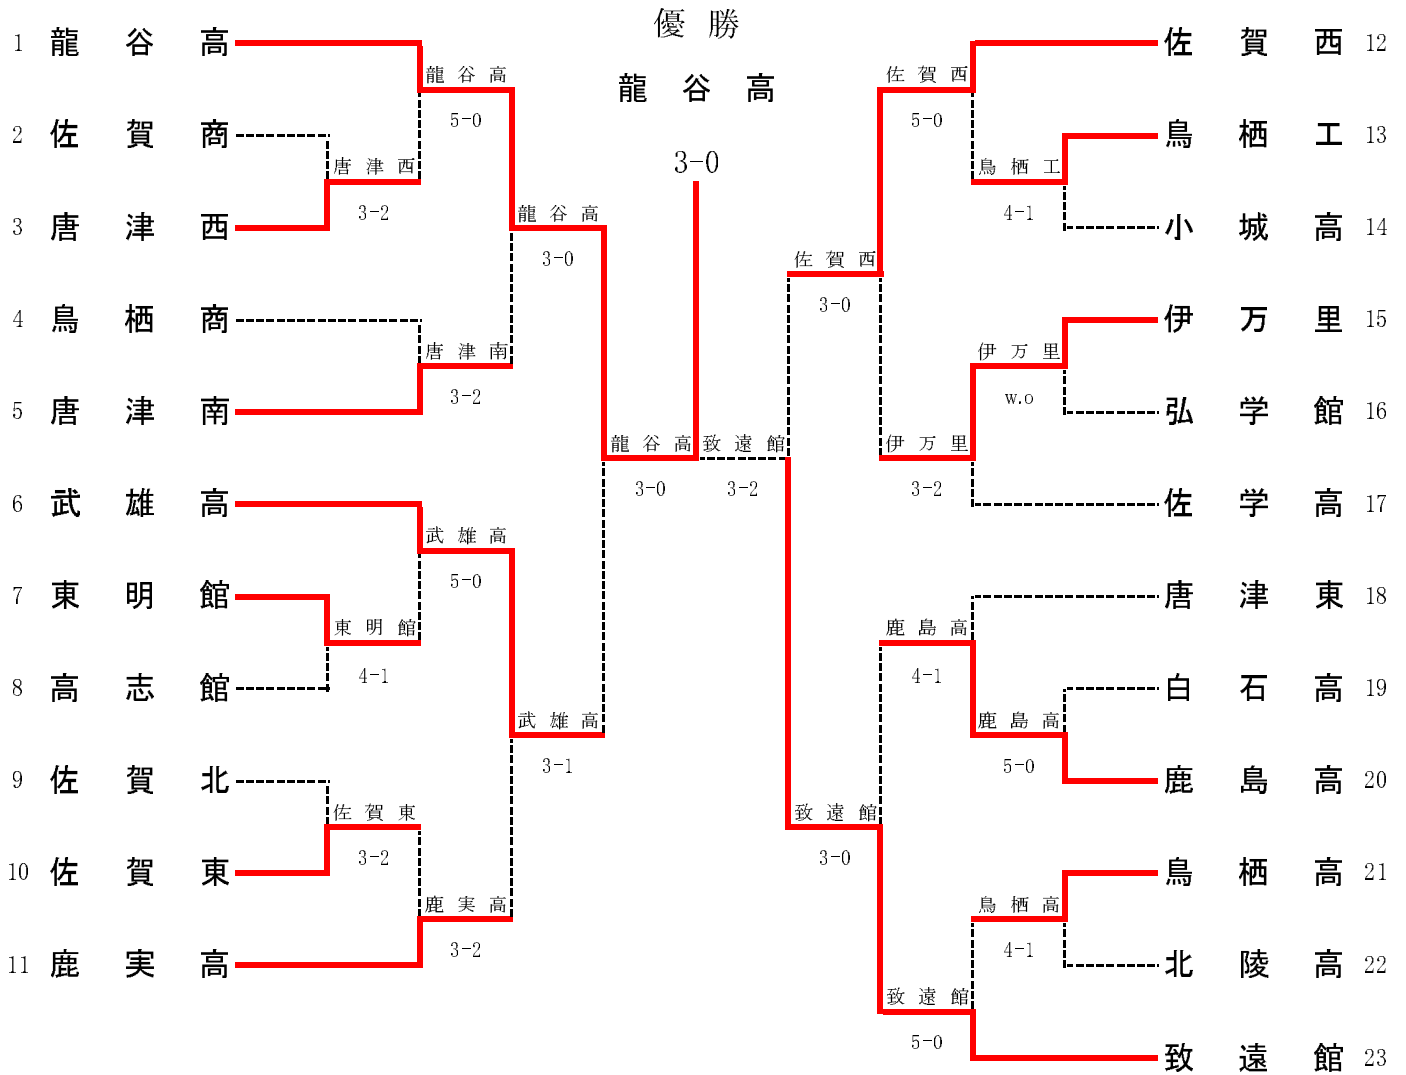 優勝
龍谷高
3-0
1 龍谷高
2 佐賀商
3 唐津西
4 鳥栖商
5 唐津南
6 武雄高
7 東明館
8 高志館
9 佐賀北
10 佐賀東
11 鹿実高
唐津西
3-2
東明館
4-1
佐賀東
3-2
龍谷高
5-0
唐津南
3-2
武雄高
5-0
鹿実高
3-2
龍谷高
3-0
武雄高
3-1
龍谷高
3-0
致遠館
3-2
佐賀西
3-0
致遠館
3-0
佐賀西
5-0
伊万里
3-2
鹿島高
4-1
致遠館
5-0
鳥栖工
4-1
伊万里
w.o
鹿島高
5-0
鳥栖高
4-1
佐賀西 12
鳥栖工 13
小城高 14
伊万里 15
弘学館 16
佐学高 17
唐津東 18
白石高 19
鹿島高 20
鳥栖高 21
北陵高 22
致遠館 23